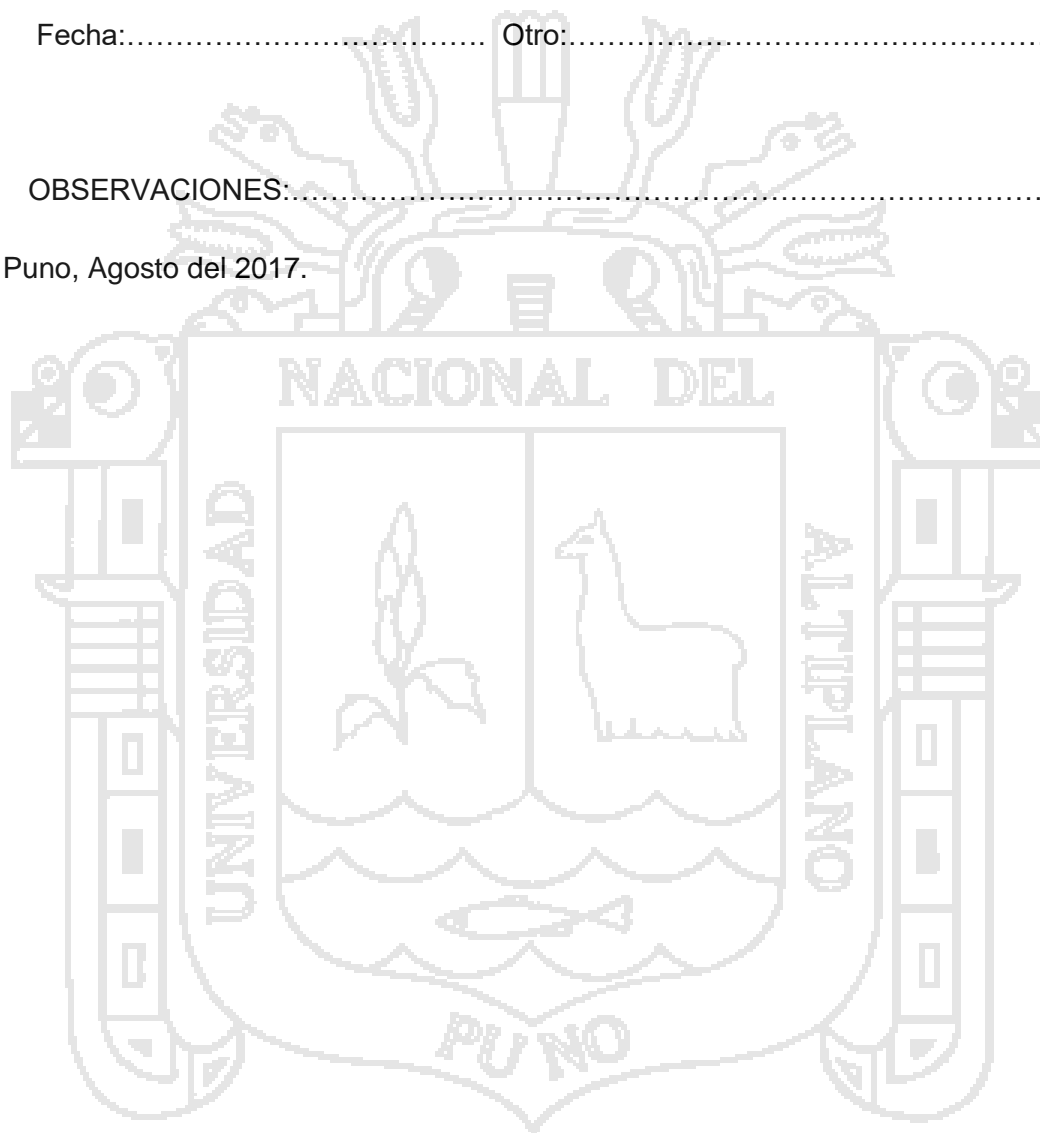 Fecha:……………………………… Otro:…………………………………………
OBSERVACIONES:……………………………………………………………………
Puno, Agosto del 2017.
NACIONAL DEL
UNIVERSIDAD
ALTIPLANO
PUNO